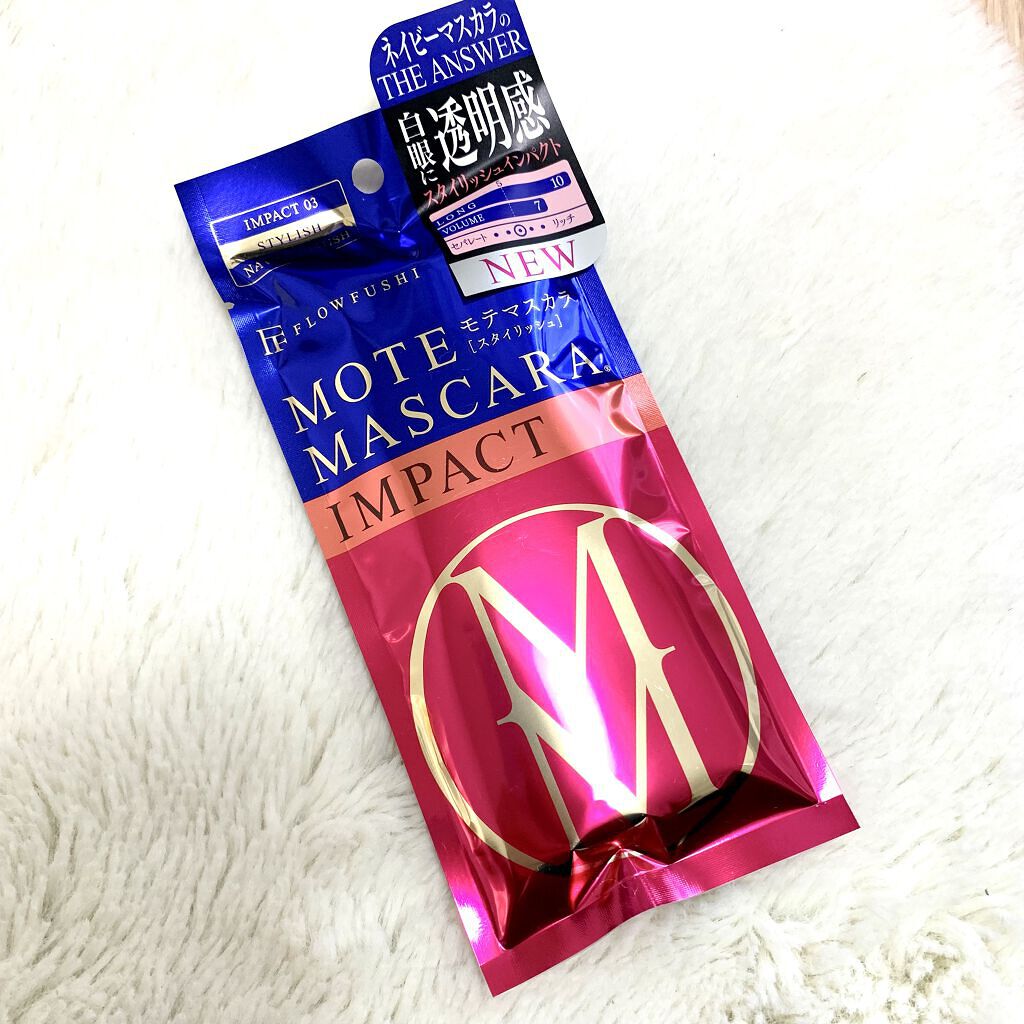 ネイビーマスカラの
THE ANSWER
白眼に透明感
スタイリッシュインパクト
5 10
LONG
VOLUME 7
セパレート リッチ
NEW
IMPACT 03
STYLISH
FLOWFUSHI
MOTE モテマスカラ
[スタイリッシュ]
MASCARA®
IMPACT
M